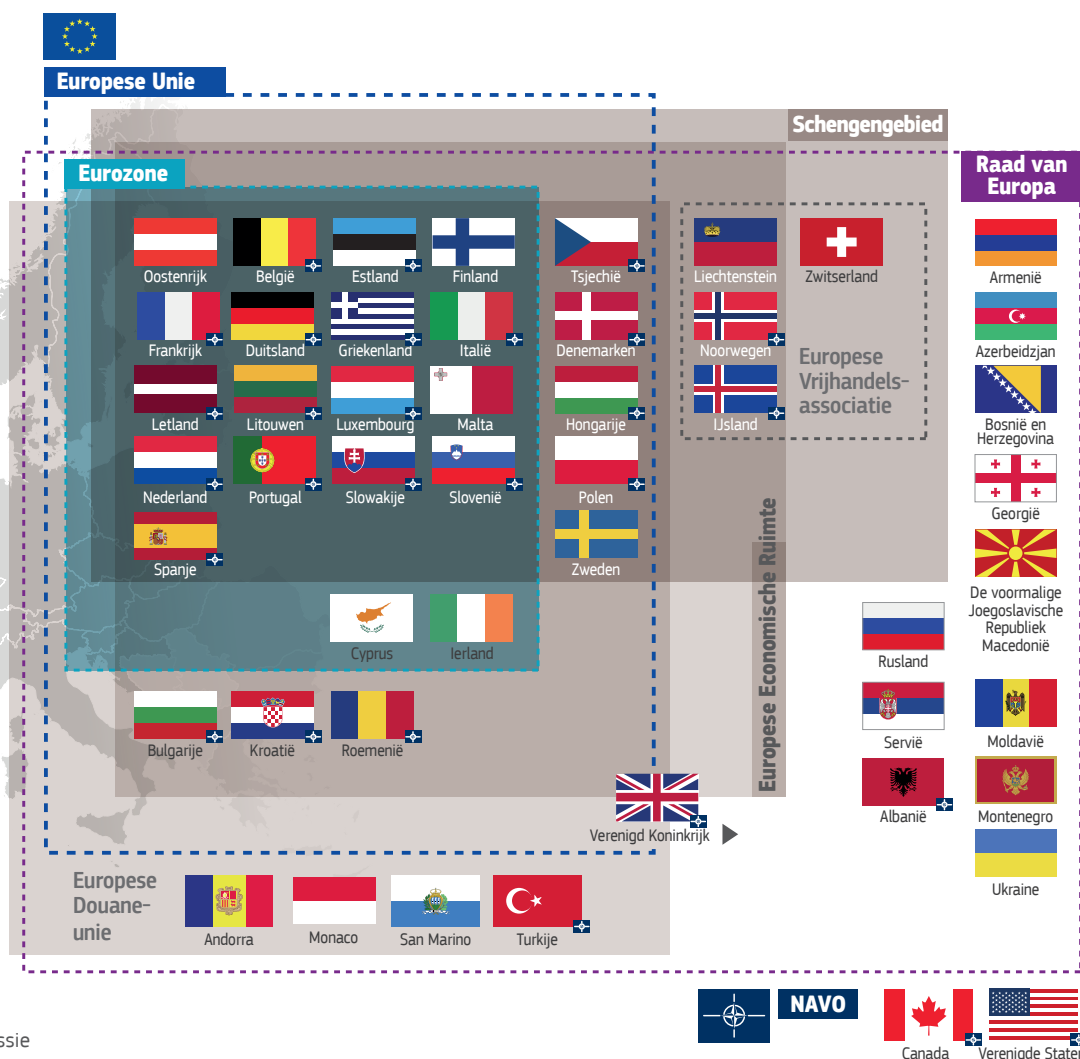 Europese Unie
Schengengebied
Eurozone
Raad van
Europa
Oostenrijk
België
Estland
Finland
Tsjechië
Liechtenstein
Zwitserland
Armenië
Frankrijk
Duitsland
Griekenland
Italië
Denemarken
Noorwegen
Europese
Vrijhandels-
associatie
Azerbeidzjan
Letland
Litouwen
Luxembourg
Malta
Hongarije
IJsland
Bosnië en
Herzegovina
Nederland
Portugal
Slowakije
Slovenië
Polen
Georgië
Spanje
Zweden
Europese Economische Ruimte
De voormalige
Joegoslavische
Republiek
Macedonië
Cyprus
Ierland
Rusland
Bulgarije
Kroatië
Roemenië
Servië
Moldavië
Verenigd Koninkrijk
Albanië
Montenegro
Europese
Douane-
unie
Andorra
Monaco
San Marino
Turkije
Ukraine
NAVO
Canada
Verenigde Staten
ssie